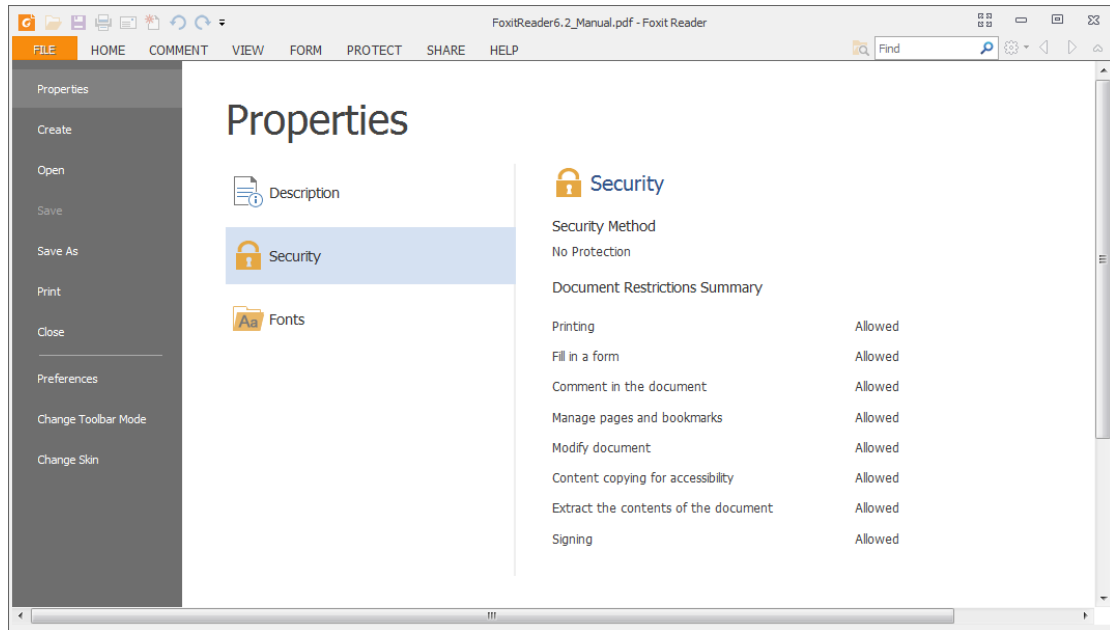 FoxitReader6.2_Manual.pdf - Foxit Reader
FILE HOME COMMENT VIEW FORM PROTECT SHARE HELP Find
Properties
Create
Open
Save
Save As
Print
Close
Preferences
Change Toolbar Mode
Change Skin
Properties
Description
Security
Aa Fonts
Security
Security Method
No Protection
Document Restrictions Summary
Printing Allowed
Fill in a form Allowed
Comment in the document Allowed
Manage pages and bookmarks Allowed
Modify document Allowed
Content copying for accessibility Allowed
Extract the contents of the document Allowed
Signing Allowed